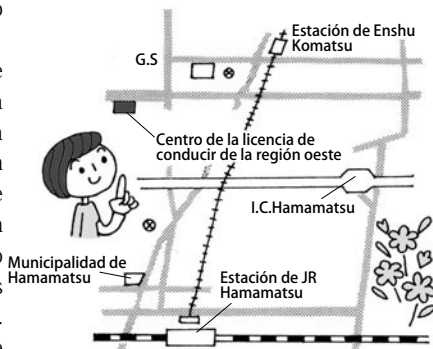 Estación de Enshu
Komatsu
G.S
Centro de la licencia de
conducir de la región oeste
I.C.Hamamatsu
Municipalidad de
Hamamatsu
Estación de JR
Hamamatsu